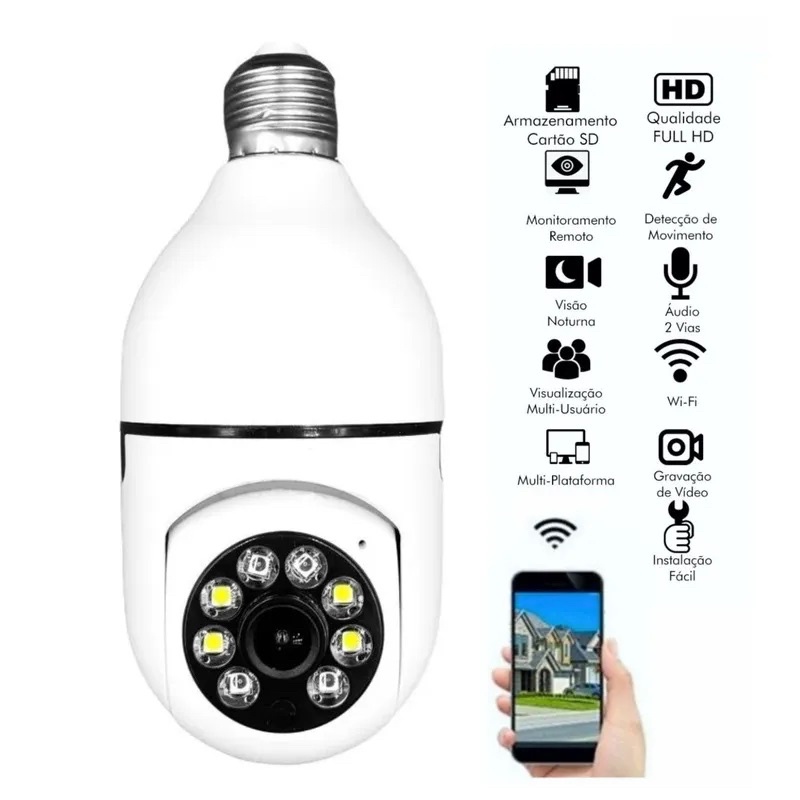 Armazenamento
Cartão SD
HD
Qualidade
FULL HD
Monitoramento
Remoto
Detecção de
Movimento
Visão
Noturna
Áudio
2 Vias
Visualização
Multi-Usuário
Wi-Fi
Multi-Plataforma
Gravação
de Vídeo
Instalação
Fácil